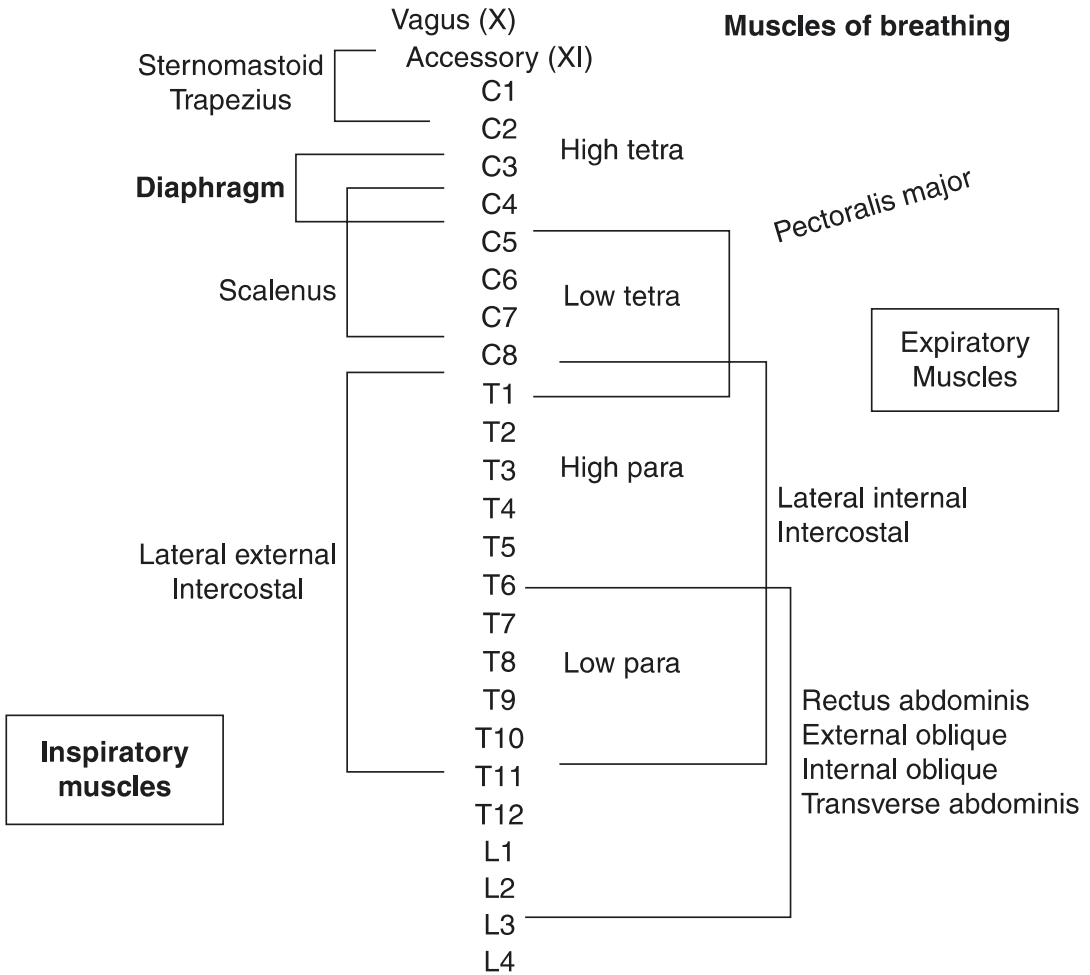 Vagus (X)
Muscles of breathing
Accessory (XI)
Sternomastoid
Trapezius
C1
C2
High tetra
C3
Diaphragm
C4
Pectoralis major
C5
C6
Scalenus
Low tetra
C7
C8
Expiratory
Muscles
T1
T2
T3
High para
T4
Lateral internal
Intercostal
T5
Lateral external
Intercostal
T6
T7
T8
Low para
T9
Rectus abdominis
External oblique
Internal oblique
Transverse abdominis
T10
Inspiratory
muscles
T11
T12
L1
L2
L3
L4